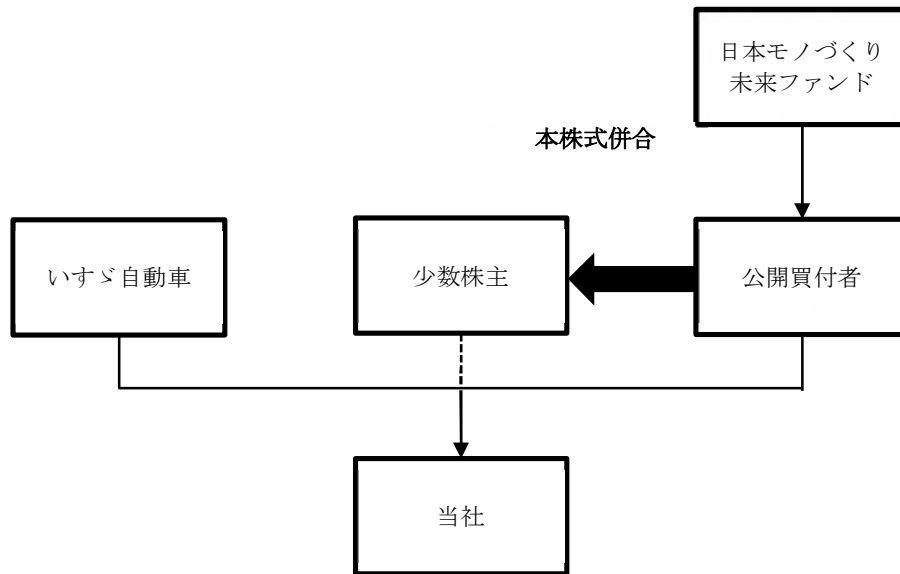 日本モノづくり
未来ファンド
本株式併合
いすゞ自動車
少数株主
公開買付者
当社